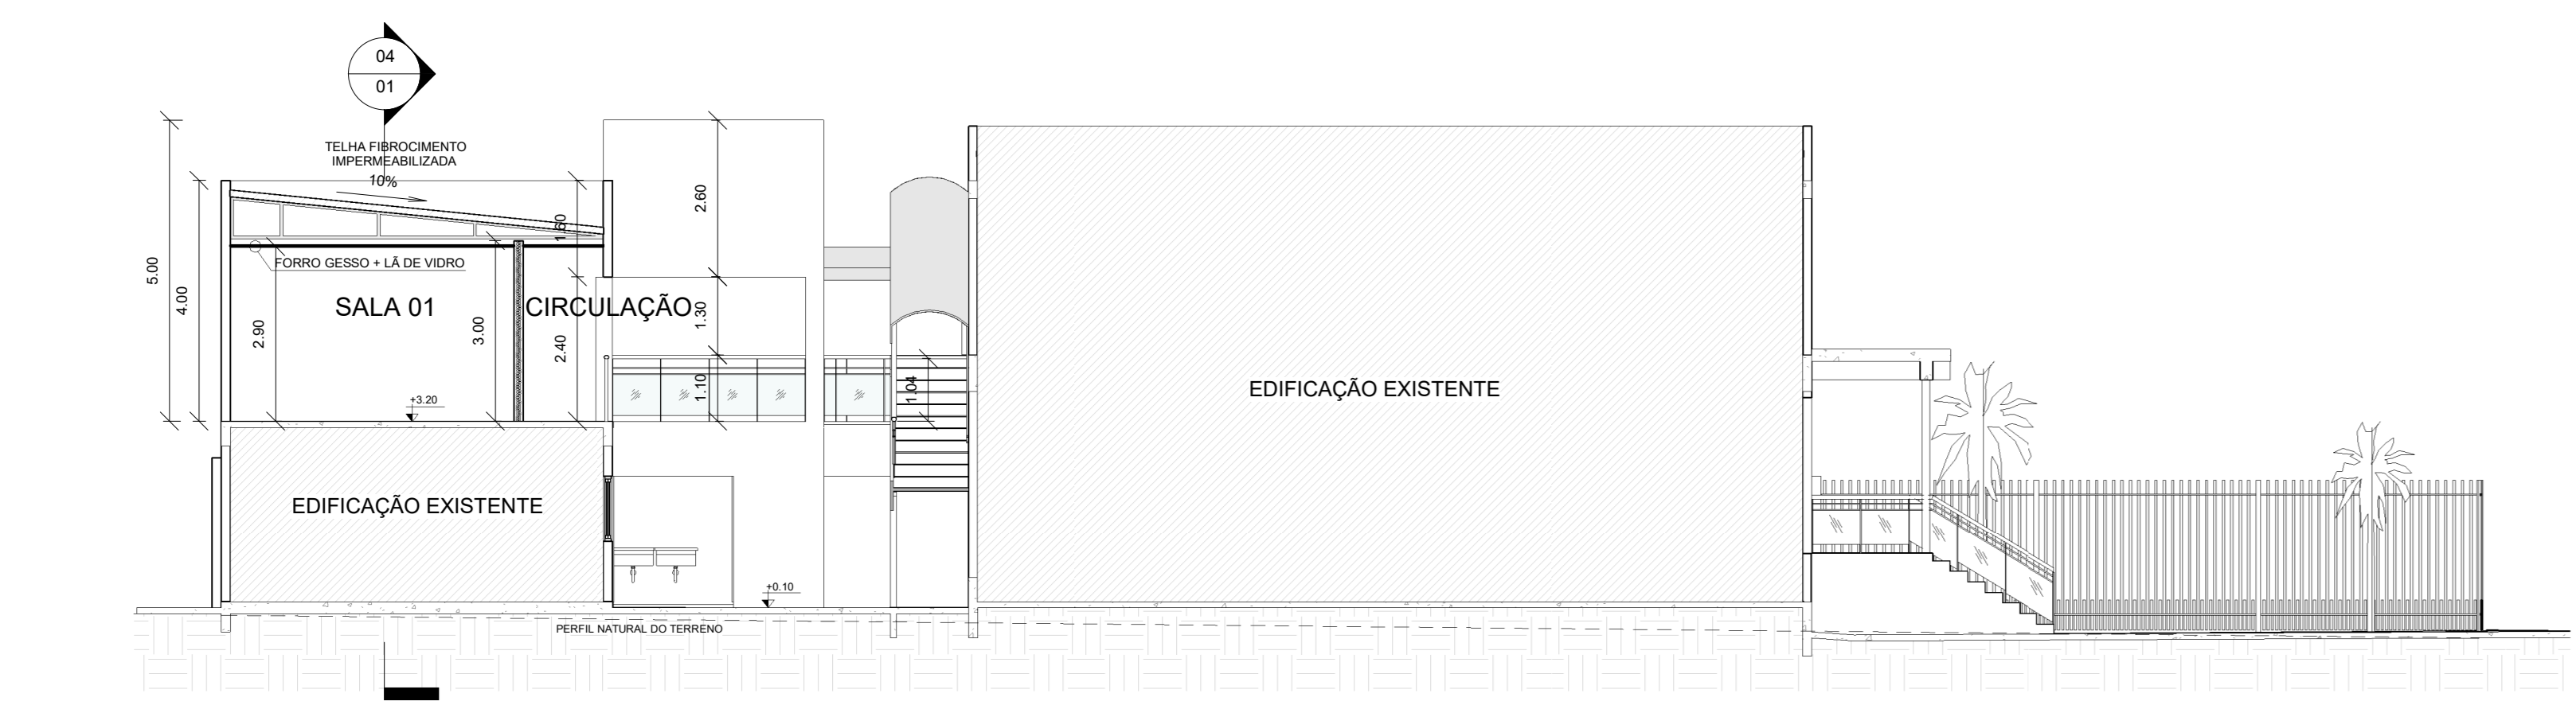 04
01
TELHA FIBROCIMENTO
IMPERMEABILIZADA
10%
5.00
4.00
2.60
1.60
FORRO GESSO + LÃ DE VIDRO
SALA 01
CIRCULAÇÃO
2.90
3.00
2.40
1.30
1.10
1.04
+3.20
EDIFICAÇÃO EXISTENTE
EDIFICAÇÃO EXISTENTE
+0.10
PERFIL NATURAL DO TERRENO